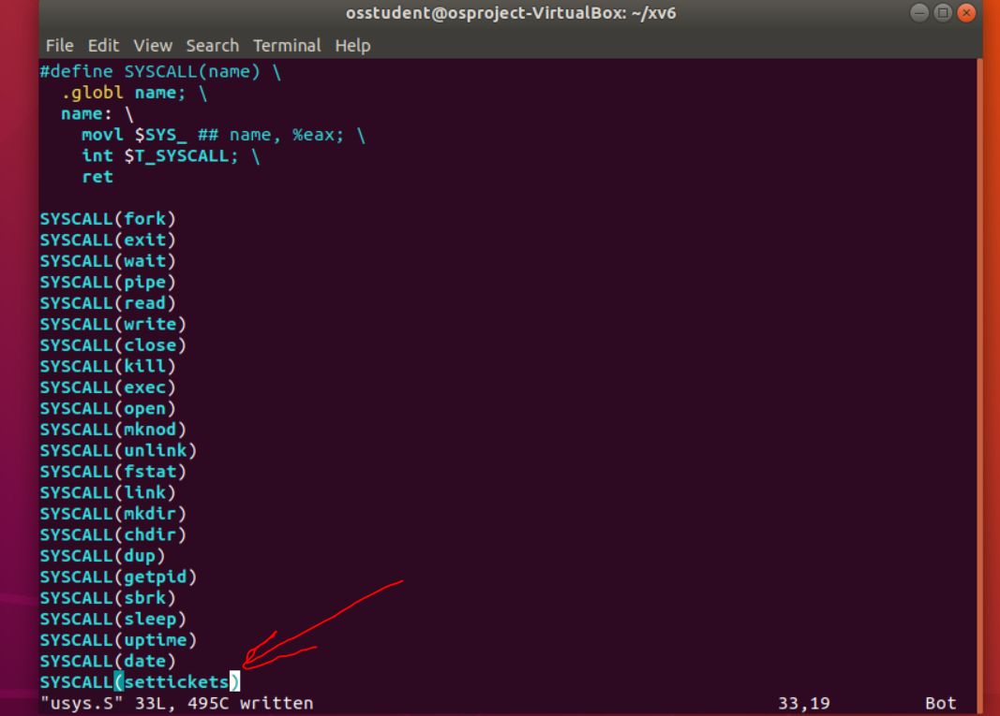 osstudent@osproject-VirtualBox: ~/xv6
File Edit View Search Terminal Help
#define SYSCALL(name) \
  .globl name; \
  name: \
    movl $SYS_ ## name, %eax; \
    int $T_SYSCALL; \
    ret

SYSCALL(fork)
SYSCALL(exit)
SYSCALL(wait)
SYSCALL(pipe)
SYSCALL(read)
SYSCALL(write)
SYSCALL(close)
SYSCALL(kill)
SYSCALL(exec)
SYSCALL(open)
SYSCALL(mknod)
SYSCALL(unlink)
SYSCALL(fstat)
SYSCALL(link)
SYSCALL(mkdir)
SYSCALL(chdir)
SYSCALL(dup)
SYSCALL(getpid)
SYSCALL(sbrk)
SYSCALL(sleep)
SYSCALL(uptime)
SYSCALL(date)
SYSCALL(settickets)
"usys.S" 33L, 495C written 33,19 Bot